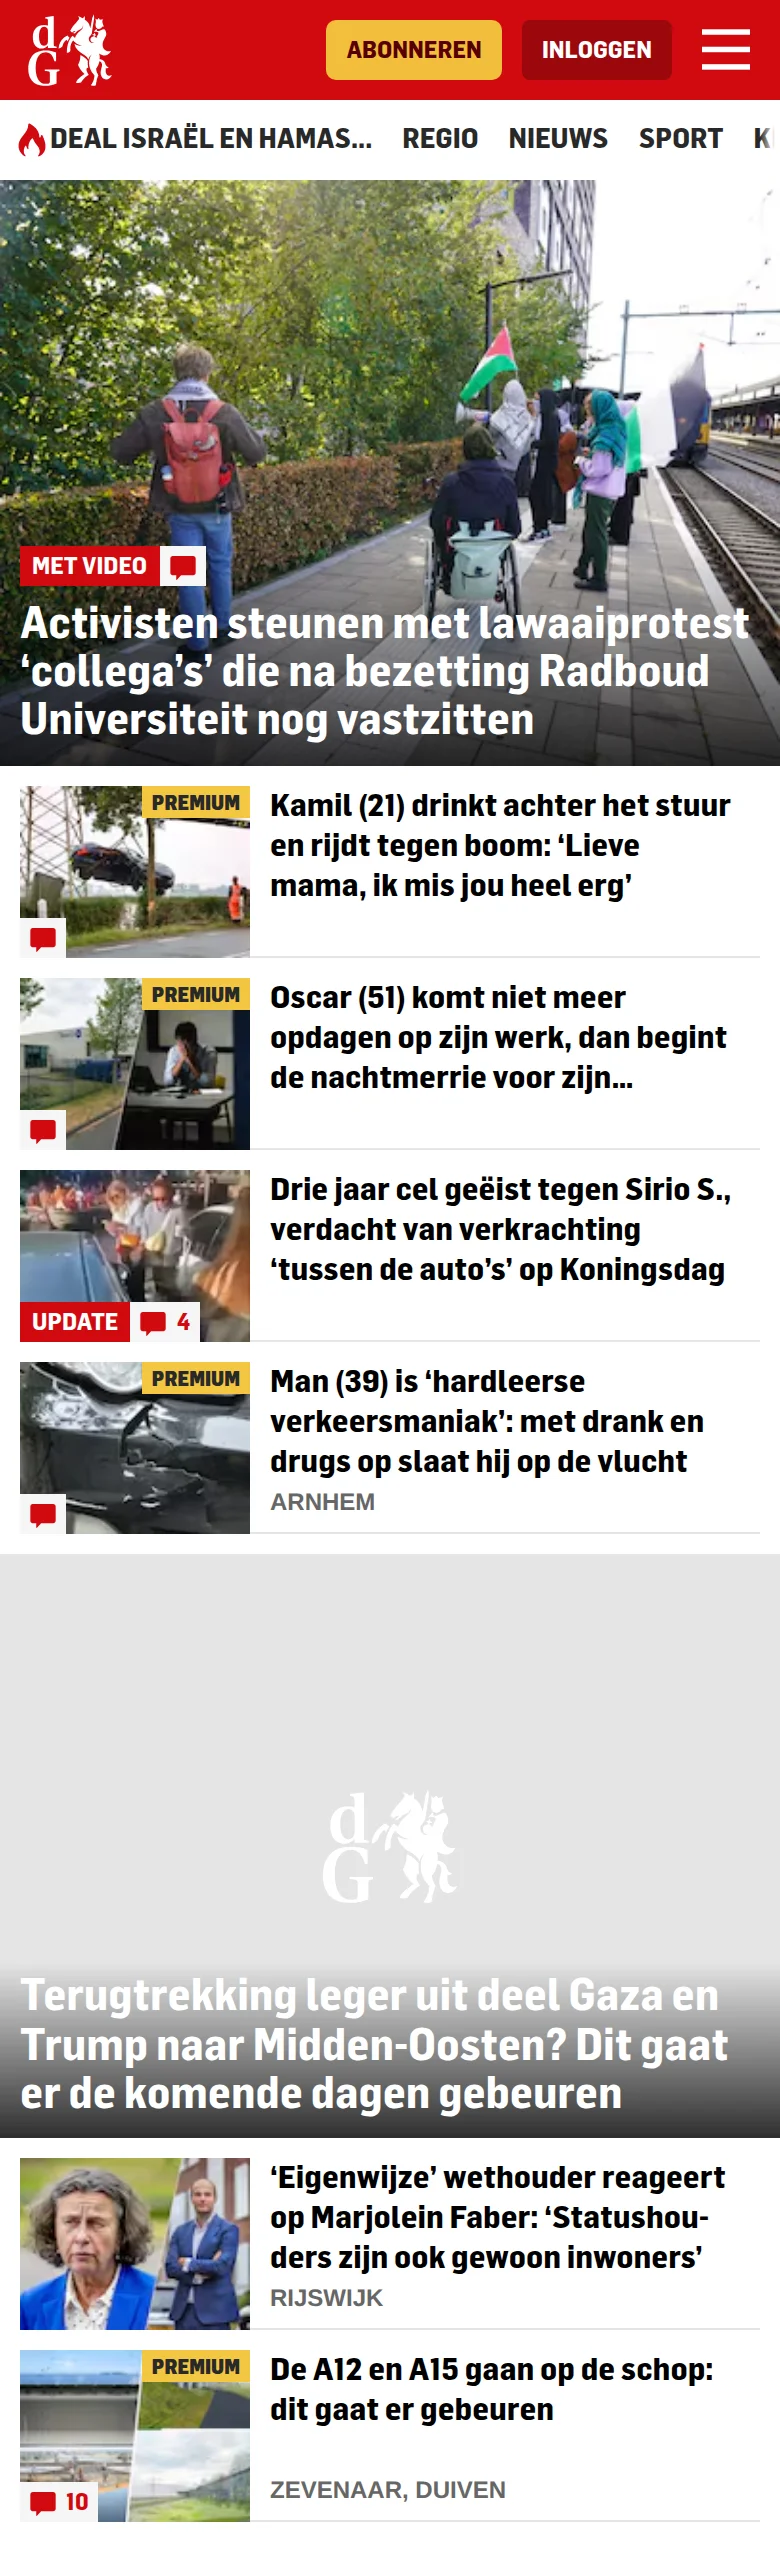 dG
ABONNEREN
INLOGGEN
DEAL ISRAËL EN HAMAS...
REGIO
NIEUWS
SPORT
MET VIDEO
Activisten steunen met lawaaiprotest
‘collega’s’ die na bezetting Radboud
Universiteit nog vastzitten
PREMIUM
Kamil (21) drinkt achter het stuur
en rijdt tegen boom: ‘Lieve
mama, ik mis jou heel erg’
PREMIUM
Oscar (51) komt niet meer
opdagen op zijn werk, dan begint
de nachtmerrie voor zijn...
Drie jaar cel geëist tegen Sirio S.,
verdacht van verkrachting
‘tussen de auto’s’ op Koningsdag
UPDATE
4
PREMIUM
Man (39) is ‘hardleerse
verkeersmaniak’: met drank en
drugs op slaat hij op de vlucht
ARNHEM
dG
Terugtrekking leger uit deel Gaza en
Trump naar Midden-Oosten? Dit gaat
er de komende dagen gebeuren
‘Eigenwijze’ wethouder reageert
op Marjolein Faber: ‘Statushou-
ders zijn ook gewoon inwoners’
RIJSWIJK
PREMIUM
De A12 en A15 gaan op de schop:
dit gaat er gebeuren
10
ZEVENAAR, DUIVEN